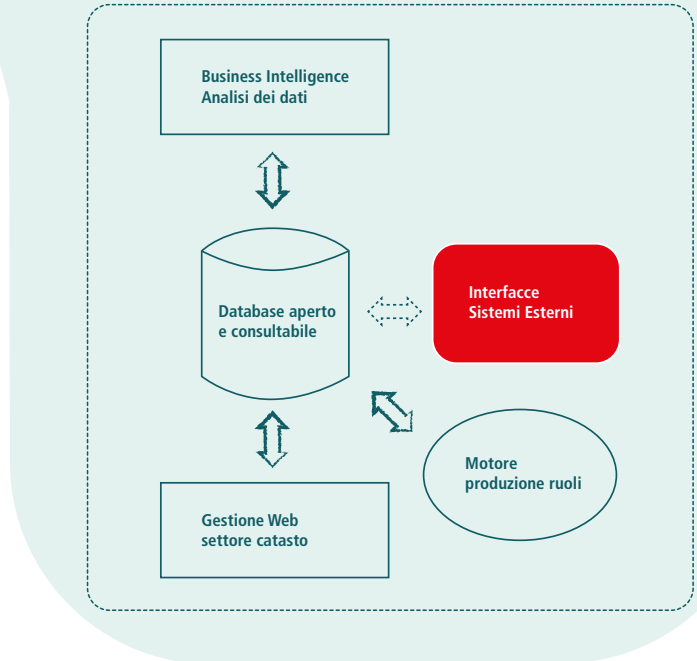 Business Intelligence
Analisi dei dati
Database aperto
e consultabile
Interfacce
Sistemi Esterni
Motore
produzione ruoli
Gestione Web
settore catasto